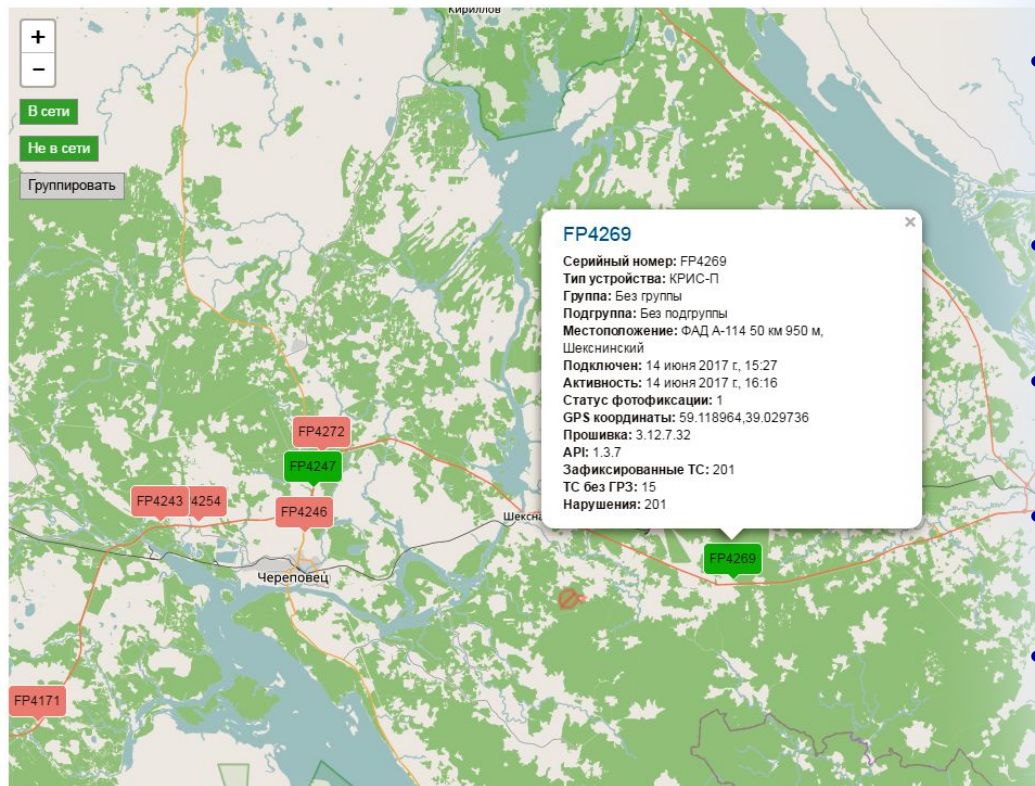 Кириллов
+
−
В сети
Не в сети
Группировать
FP4269
Серийный номер: FP4269
Тип устройства: КРИС-П
Группа: Без группы
Подгруппа: Без подгруппы
Местоположение: ФАД А-114 50 км 950 м,
Шекснинский
Подключен: 14 июня 2017 г., 15:27
Активность: 14 июня 2017 г., 16:16
Статус фотофиксации: 1
GPS координаты: 59.118964,39.029736
Прошивка: 3.12.7.32
API: 1.3.7
Зафиксированные ТС: 201
ТС без ГРЗ: 15
Нарушения: 201
FP4272
FP4247
FP4243
4254
FP4246
Шексна
FP4269
Череповец
FP4171